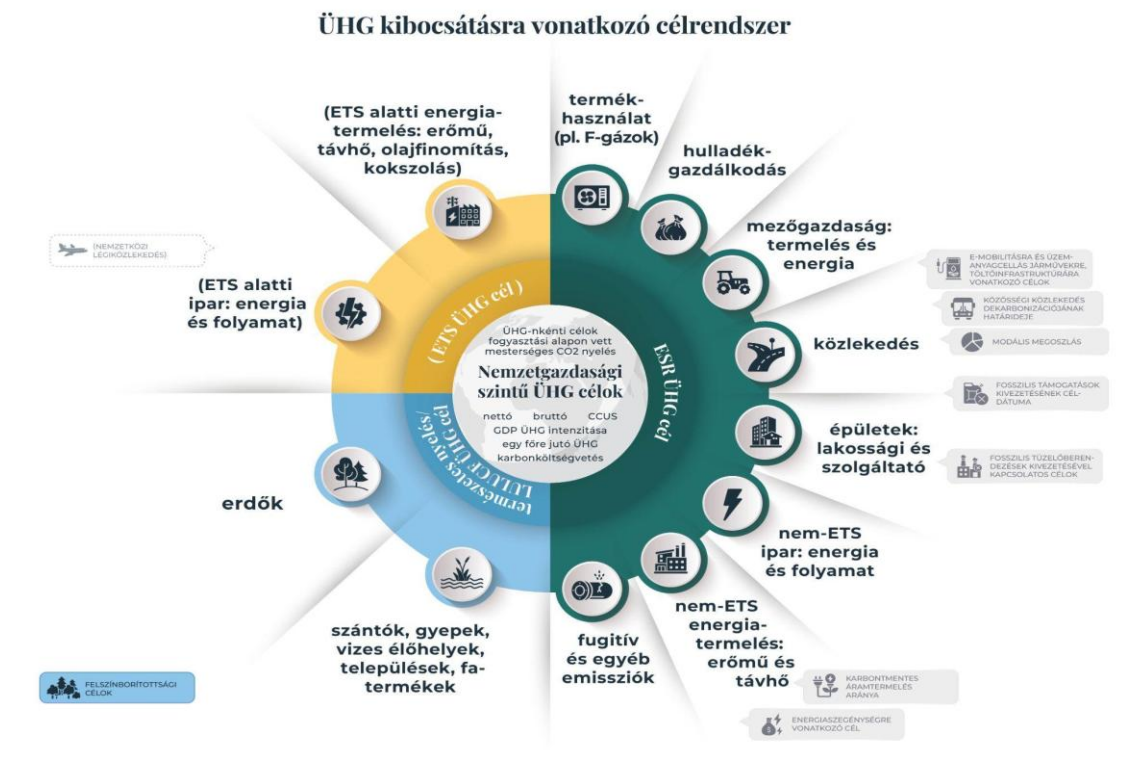 ÜHG kibocsátásra vonatkozó célrendszer
(ETS alatti energia-
termelés: erőmű,
távhő, olajfinomítás,
kokszolás)
termék-
használat
(pl. F-gázok)
hulladék-
gazdálkodás
mezőgazdaság:
termelés és
energia
(NEMZETKÖZI
LÉGIKÖZLEKEDÉS)
E-MOBILITÁSRA ÉS ÜZEM-
ANYAGCELLÁS JÁRMŰVEKRE,
TÖLTŐINFRASTRUKTÚRÁRA
VONATKOZÓ CÉLOK
(ETS alatti
ipar: energia
és folyamat)
KÖZÖSSÉGI KÖZLEKEDÉS
DEKARBONIZÁCIÓJÁNAK
HATÁRIDEJE
közlekedés
MODÁLIS MEGOSZLÁS
(ETS ÜHG cél)
ÜHG-nkénti célok
fogyasztási alapon vett
mesterséges CO2 nyelés
Nemzetgazdasági
szintű ÜHG célok
nettó bruttó CCUS
GDP ÜHG intenzitása
egy főre jutó ÜHG
karbonköltségvetés
ESR ÜHG cél
természetes nyelés/
LULUCF ÜHG cél
FOSSZILIS TÁMOGATÁSOK
KIVEZETÉSÉNEK CÉL-
DÁTUMA
épületek:
lakossági és
szolgáltató
FOSSZILIS TÜZELŐBEREN-
DEZÉSEK KIVEZETÉSÉVEL
KAPCSOLATOS CÉLOK
erdők
nem-ETS
ipar: energia
és folyamat
szántók, gyepek,
vizes élőhelyek,
települések, fa-
termékek
fugitív
és egyéb
emissziók
nem-ETS
energia-
termelés:
erőmű és
távhő
FELSZÍNBORÍTOTTSÁGI
CÉLOK
KARBONTMENTES
ÁRAMTERMELÉS
ARÁNYA
ENERGIASZEGÉNYSÉGRE
VONATKOZÓ CÉL